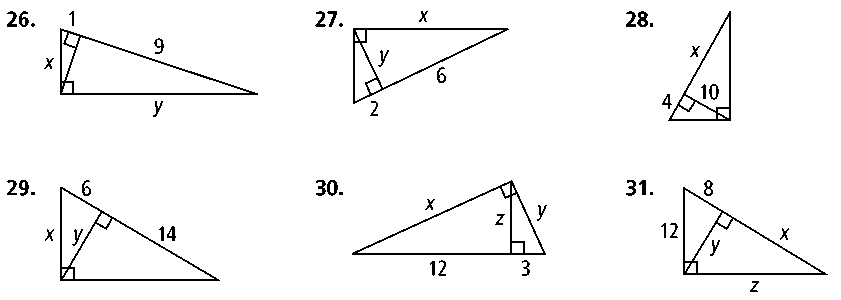 26. 1 9 x y
27. x y 6 2
28. x 10 4
29. 6 x y 14
30. x z y 12 3
31. 8 12 y x z